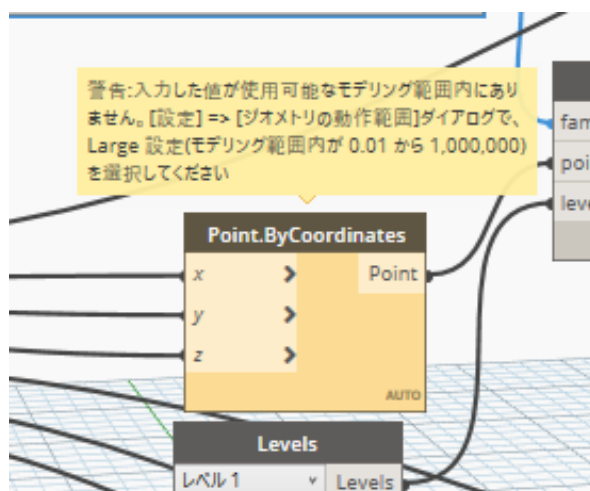 警告:入力した値が使用可能なモデリング範囲内にあり
ません。[設定] => [ジオメトリの動作範囲]ダイアログで、
Large 設定(モデリング範囲内が 0.01 から 1,000,000)
を選択してください
fam
poi
leve
Point.ByCoordinates
x > Point
y >
z >
AUTO
Levels
レベル 1 ˅ Levels